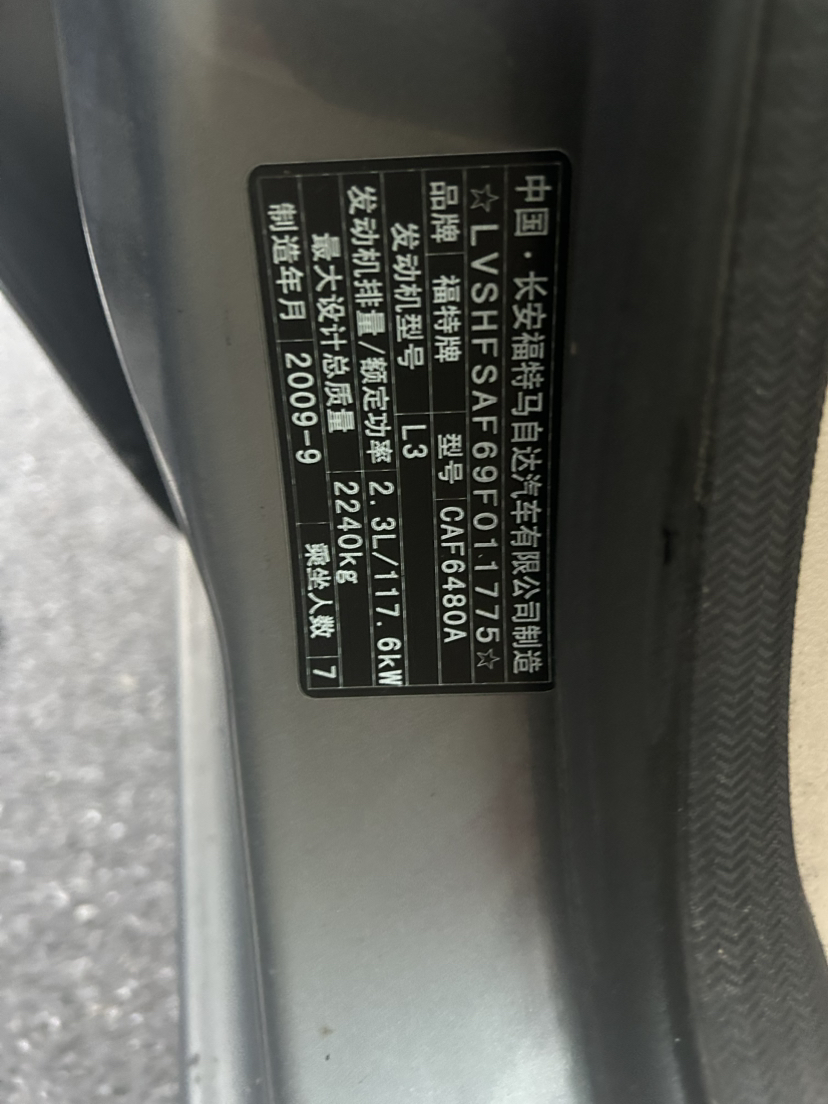 中国·长安福特马自达汽车有限公司制造
☆LVSHFSAF69F011775☆
品牌 福特牌 型号 CAF6480A
发动机型号 L3
发动机排量/额定功率 2.3L/117.6kW
最大设计总质量 2240kg
制造年月 2009-9 乘坐人数 7